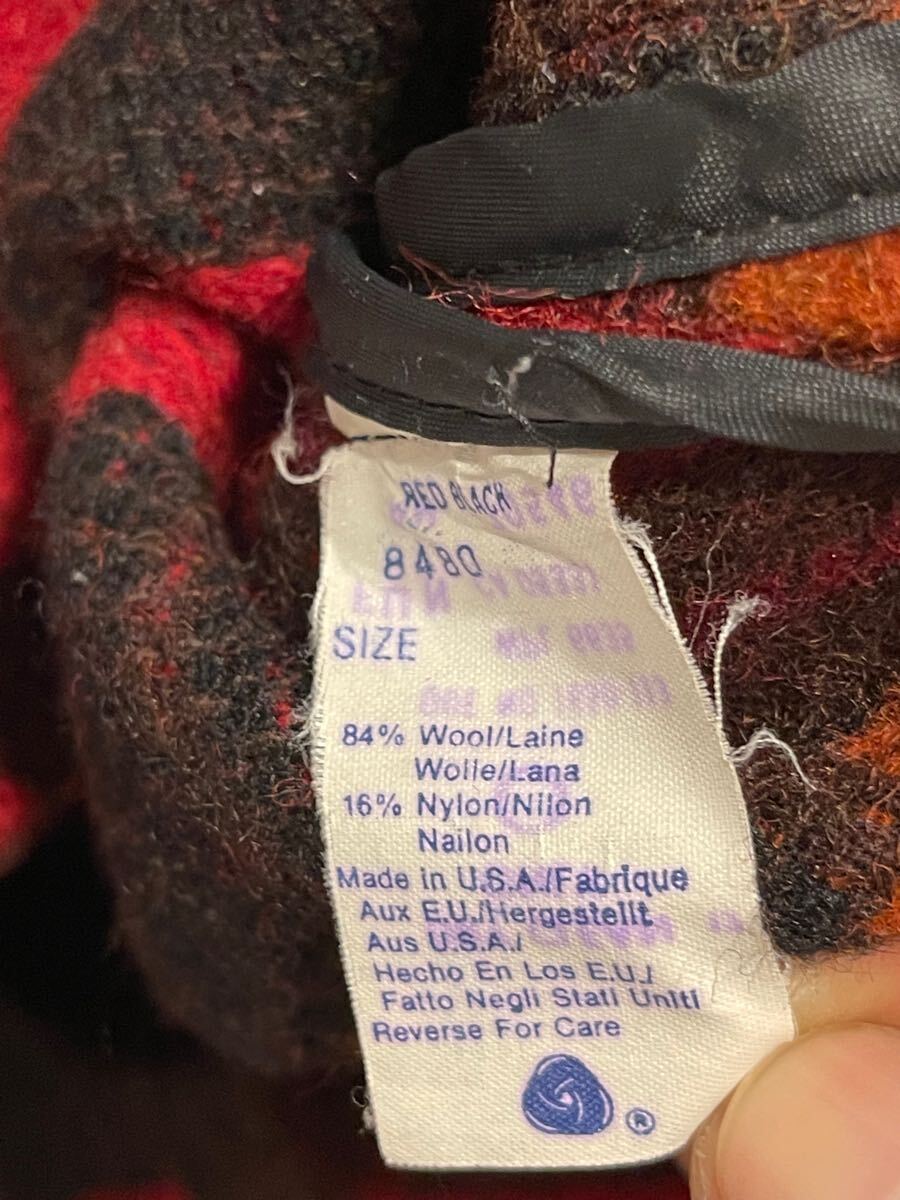 RED BLACK
8480
SIZE
84% Wool/Laine
Wolle/Lana
16% Nylon/Nilon
Nailon
Made in U.S.A./Fabrique
Aux E.U./Hergestellt
Aus U.S.A./
Hecho En Los E.U./
Fatto Negli Stati Uniti
Reverse For Care
®